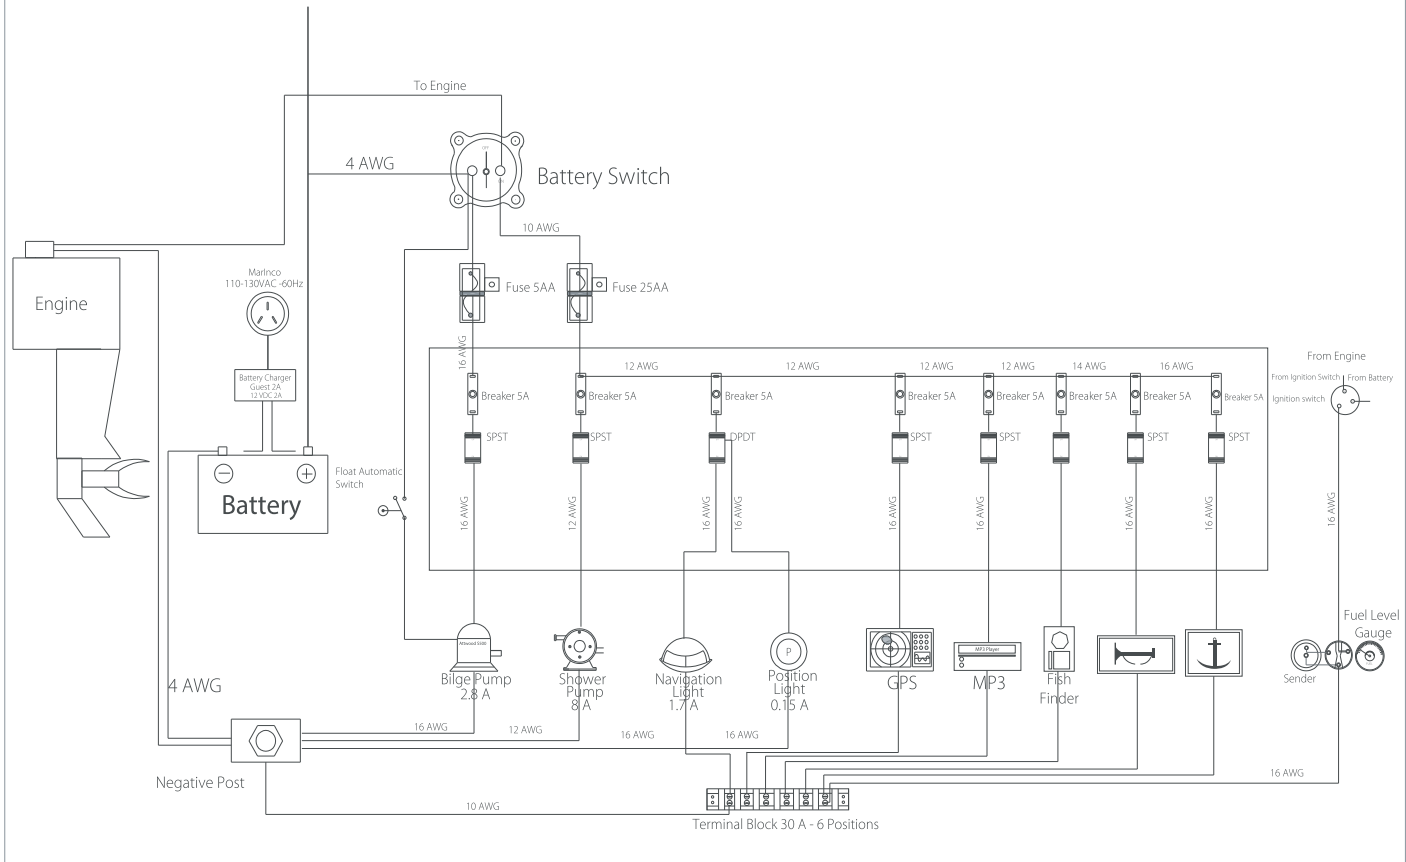 To Engine
OFF
4 AWG
Battery Switch
10 AWG
Engine
MarInco
110-130VAC -60Hz
Fuse 5AA
Fuse 25AA
16 AWG
12 AWG
12 AWG
12 AWG
12 AWG
14 AWG
16 AWG
From Engine
Battery Charger
Guest 2A
12 VDC 2A
From Ignition Switch
From Battery
Ignition switch
Breaker 5A
Breaker 5A
Breaker 5A
Breaker 5A
Breaker 5A
Breaker 5A
Breaker 5A
Breaker 5A
SPST
SPST
DPDT
SPST
SPST
SPST
SPST
Float Automatic
Switch
Battery
16 AWG
12 AWG
16 AWG
16 AWG
16 AWG
16 AWG
16 AWG
16 AWG
16 AWG
Attwood S500
P
MP3 Player
Fuel Level
Gauge
Sender
Bilge Pump
2.8 A
Shower
Pump
8 A
Navigation
Light
1.7 A
Position
Light
0.15 A
GPS
MP3
Fish
Finder
4 AWG
16 AWG
12 AWG
16 AWG
16 AWG
16 AWG
Negative Post
10 AWG
Terminal Block 30 A - 6 Positions